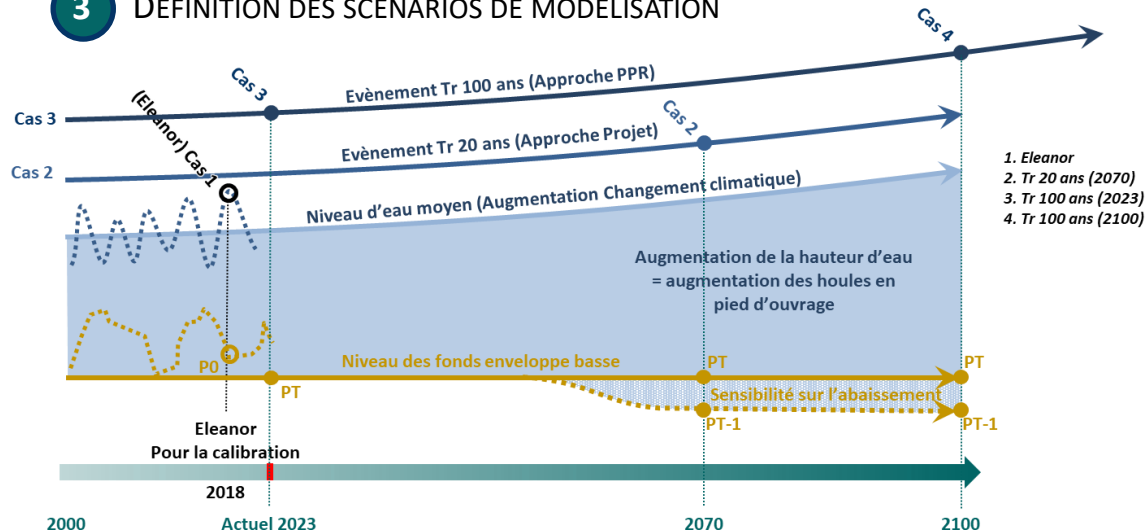 3 DÉFINITION DES SCÉNARIOS DE MODÉLISATION
Cas 4
Cas 3
Evènement Tr 100 ans (Approche PPR)
Cas 3
(Eleanor) Cas 1
Cas 2
Evènement Tr 20 ans (Approche Projet)
Cas 2
1. Eleanor
2. Tr 20 ans (2070)
3. Tr 100 ans (2023)
4. Tr 100 ans (2100)
Niveau d'eau moyen (Augmentation Changement climatique)
Augmentation de la hauteur d'eau
= augmentation des houles en
pied d'ouvrage
P0
Niveau des fonds enveloppe basse
PT
PT
PT
Sensibilité sur l'abaissement
PT-1
PT-1
Eleanor
Pour la calibration
2018
2000
Actuel 2023
2070
2100